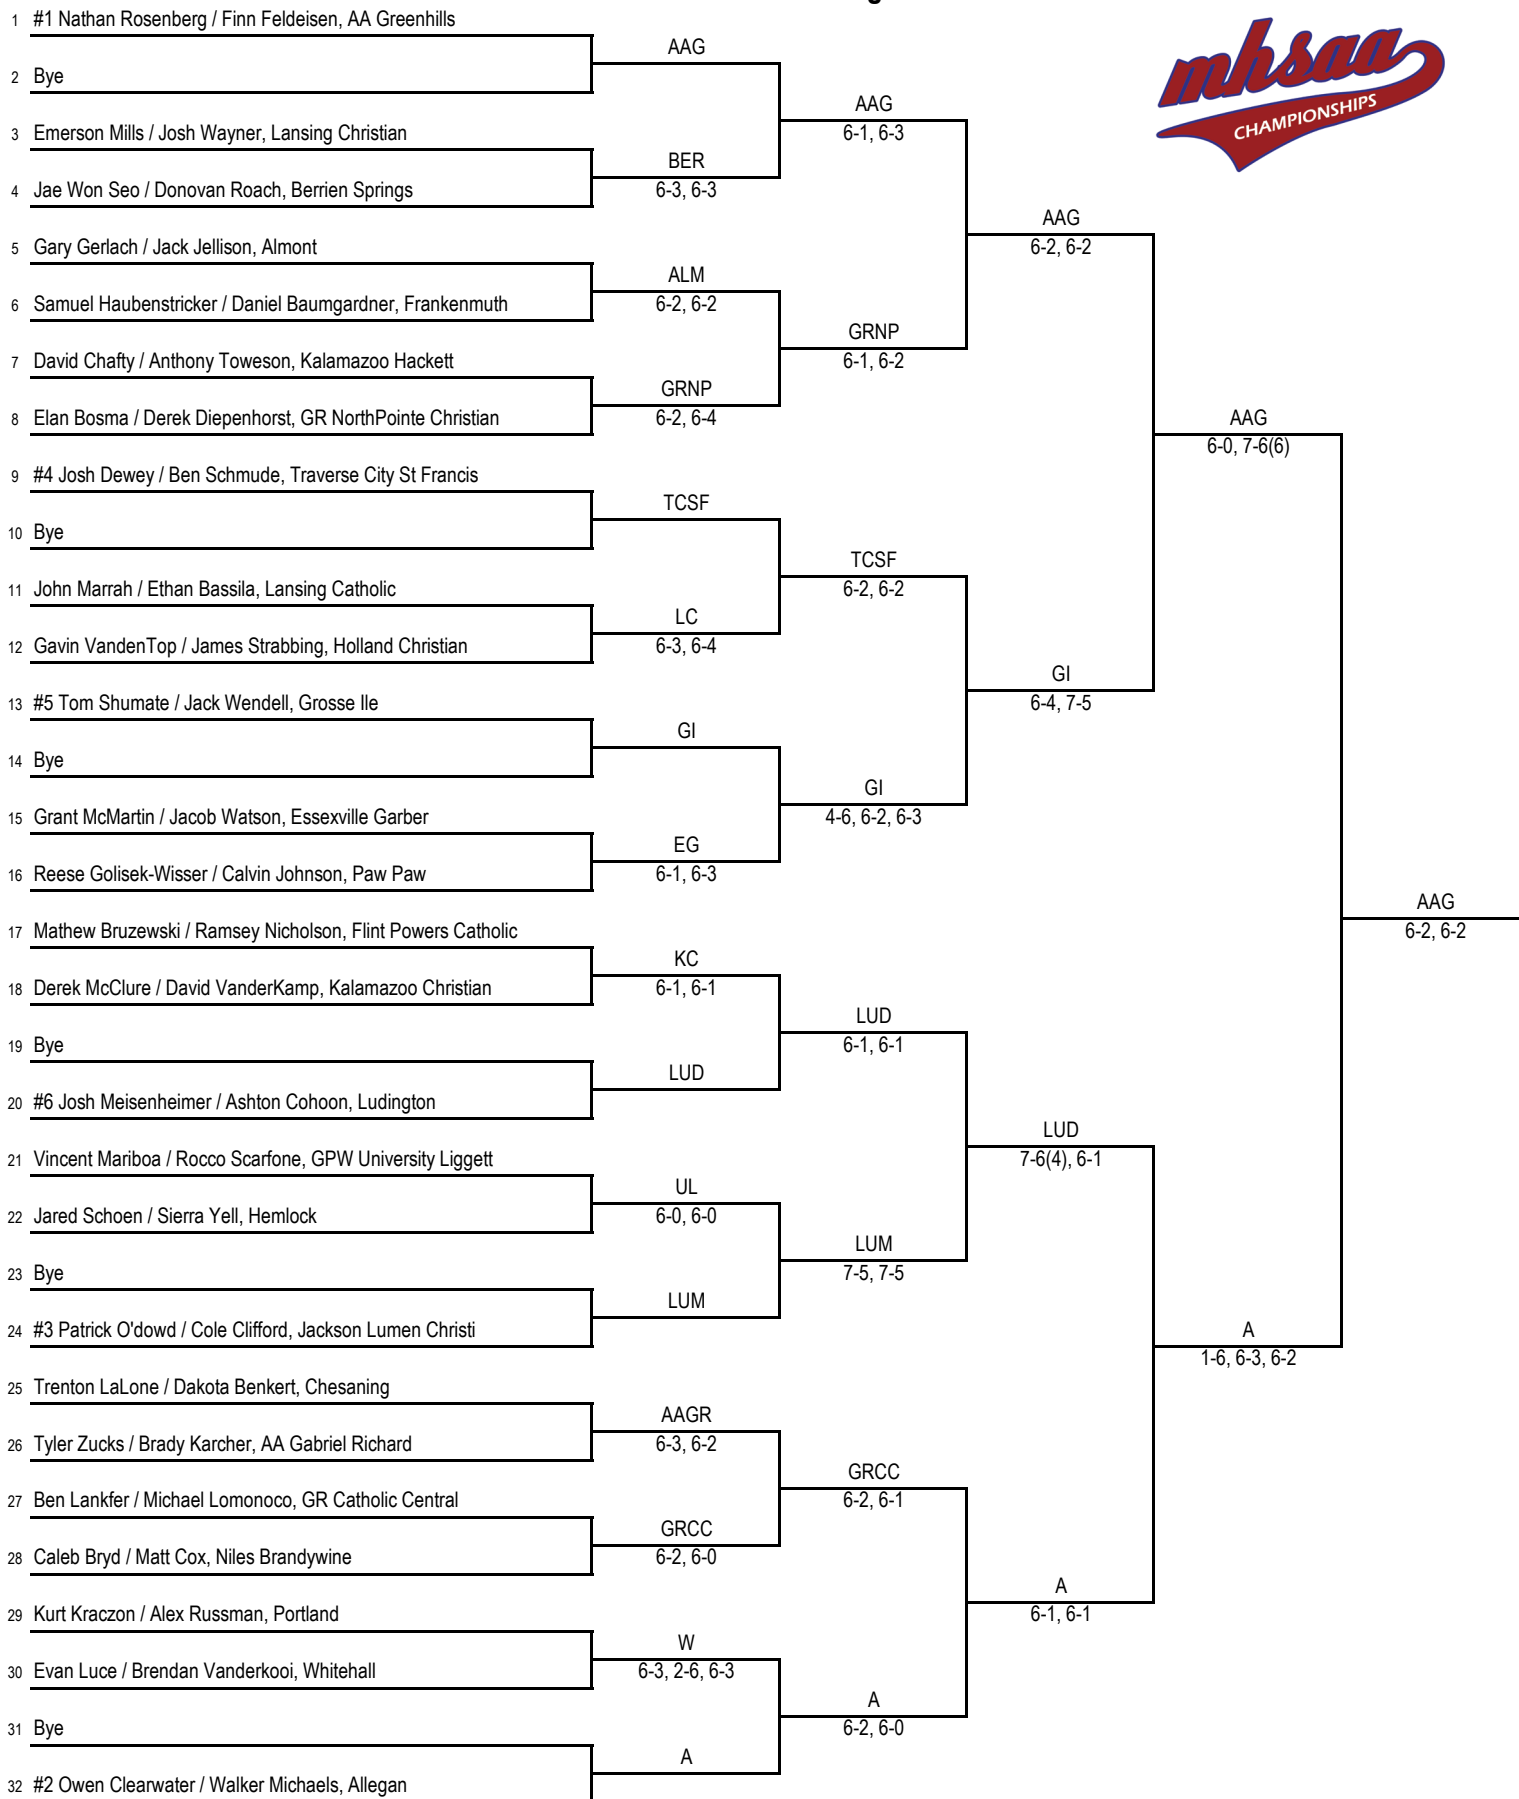 1 #1 Nathan Rosenberg / Finn Feldeisen, AA Greenhills
2 Bye
3 Emerson Mills / Josh Wayner, Lansing Christian
4 Jae Won Seo / Donovan Roach, Berrien Springs
5 Gary Gerlach / Jack Jellison, Almont
6 Samuel Haubenstricker / Daniel Baumgardner, Frankenmuth
7 David Chafty / Anthony Toweson, Kalamazoo Hackett
8 Elan Bosma / Derek Diepenhorst, GR NorthPointe Christian
9 #4 Josh Dewey / Ben Schmude, Traverse City St Francis
10 Bye
11 John Marrah / Ethan Bassila, Lansing Catholic
12 Gavin VandenTop / James Strabbing, Holland Christian
13 #5 Tom Shumate / Jack Wendell, Grosse Ile
14 Bye
15 Grant McMartin / Jacob Watson, Essexville Garber
16 Reese Golisek-Wisser / Calvin Johnson, Paw Paw
17 Mathew Bruzewski / Ramsey Nicholson, Flint Powers Catholic
18 Derek McClure / David VanderKamp, Kalamazoo Christian
19 Bye
20 #6 Josh Meisenheimer / Ashton Cohoon, Ludington
21 Vincent Mariboa / Rocco Scarfone, GPW University Liggett
22 Jared Schoen / Sierra Yell, Hemlock
23 Bye
24 #3 Patrick O'dowd / Cole Clifford, Jackson Lumen Christi
25 Trenton LaLone / Dakota Benkert, Chesaning
26 Tyler Zucks / Brady Karcher, AA Gabriel Richard
27 Ben Lankfer / Michael Lomonoco, GR Catholic Central
28 Caleb Bryd / Matt Cox, Niles Brandywine
29 Kurt Kraczon / Alex Russman, Portland
30 Evan Luce / Brendan Vanderkooi, Whitehall
31 Bye
32 #2 Owen Clearwater / Walker Michaels, Allegan
AAG
BER
6-3, 6-3
ALM
6-2, 6-2
GRNP
6-2, 6-4
TCSF
LC
6-3, 6-4
GI
EG
6-1, 6-3
KC
6-1, 6-1
LUD
UL
6-0, 6-0
LUM
AAGR
6-3, 6-2
GRCC
6-2, 6-0
W
6-3, 2-6, 6-3
A
AAG
6-1, 6-3
GRNP
6-1, 6-2
TCSF
6-2, 6-2
GI
4-6, 6-2, 6-3
LUD
6-1, 6-1
LUM
7-5, 7-5
GRCC
6-2, 6-1
A
6-2, 6-0
AAG
6-2, 6-2
GI
6-4, 7-5
LUD
7-6(4), 6-1
A
6-1, 6-1
AAG
6-0, 7-6(6)
A
1-6, 6-3, 6-2
AAG
6-2, 6-2
mhsaa
CHAMPIONSHIPS